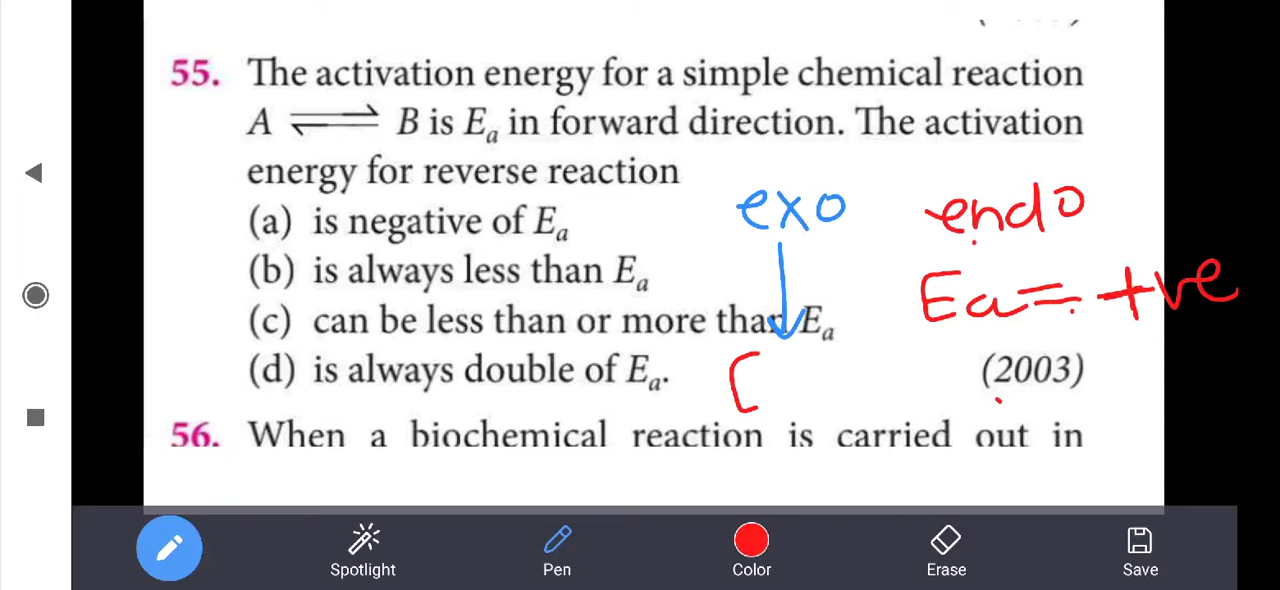 55. The activation energy for a simple chemical reaction
A ⇌ B is Eₐ in forward direction. The activation
energy for reverse reaction
exo
endo
(a) is negative of Eₐ
(b) is always less than Eₐ
Ea = +ve
(c) can be less than or more than Eₐ
(d) is always double of Eₐ. (2003)
56. When a biochemical reaction is carried out in
Spotlight Pen Color Erase Save